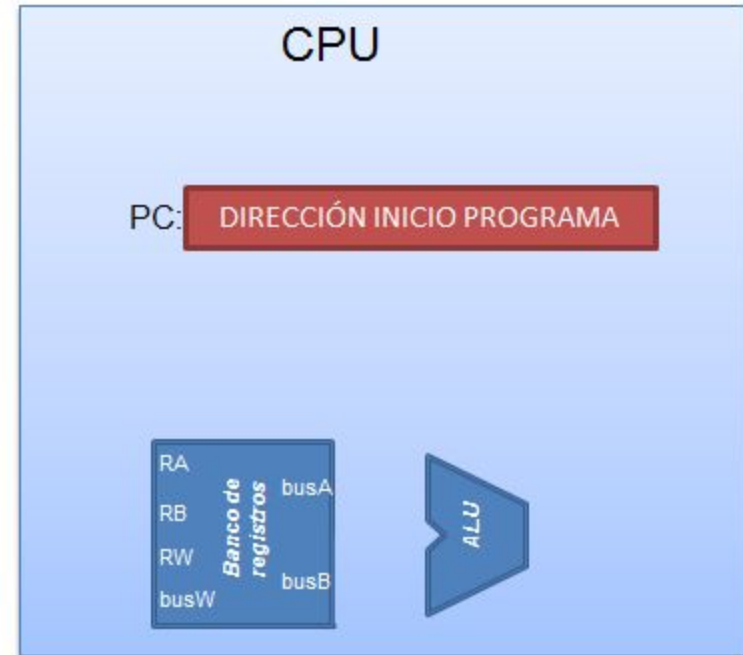 CPU
PC: DIRECCIÓN INICIO PROGRAMA
RA
RB
RW
busW
Banco de
registros
busA
busB
ALU